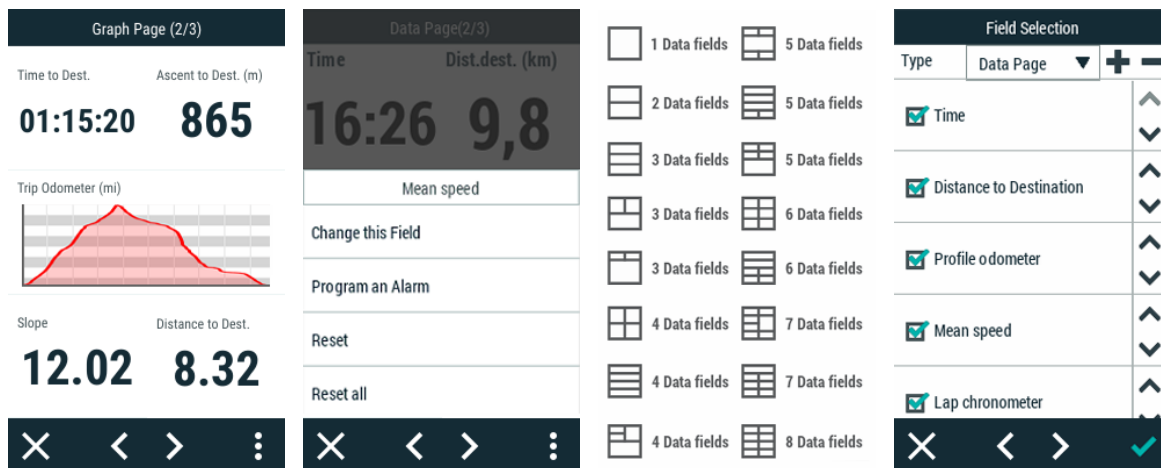 Graph Page (2/3)
Time to Dest. Ascent to Dest. (m)
01:15:20 865
Trip Odometer (mi)
Slope Distance to Dest.
12.02 8.32
Data Page(2/3)
Time Dist.dest. (km)
16:26 9,8
Mean speed
Change this Field
Program an Alarm
Reset
Reset all
1 Data fields 5 Data fields
2 Data fields 5 Data fields
3 Data fields 5 Data fields
3 Data fields 6 Data fields
3 Data fields 6 Data fields
4 Data fields 7 Data fields
4 Data fields 7 Data fields
4 Data fields 8 Data fields
Field Selection
Type Data Page
Time
Distance to Destination
Profile odometer
Mean speed
Lap chronometer